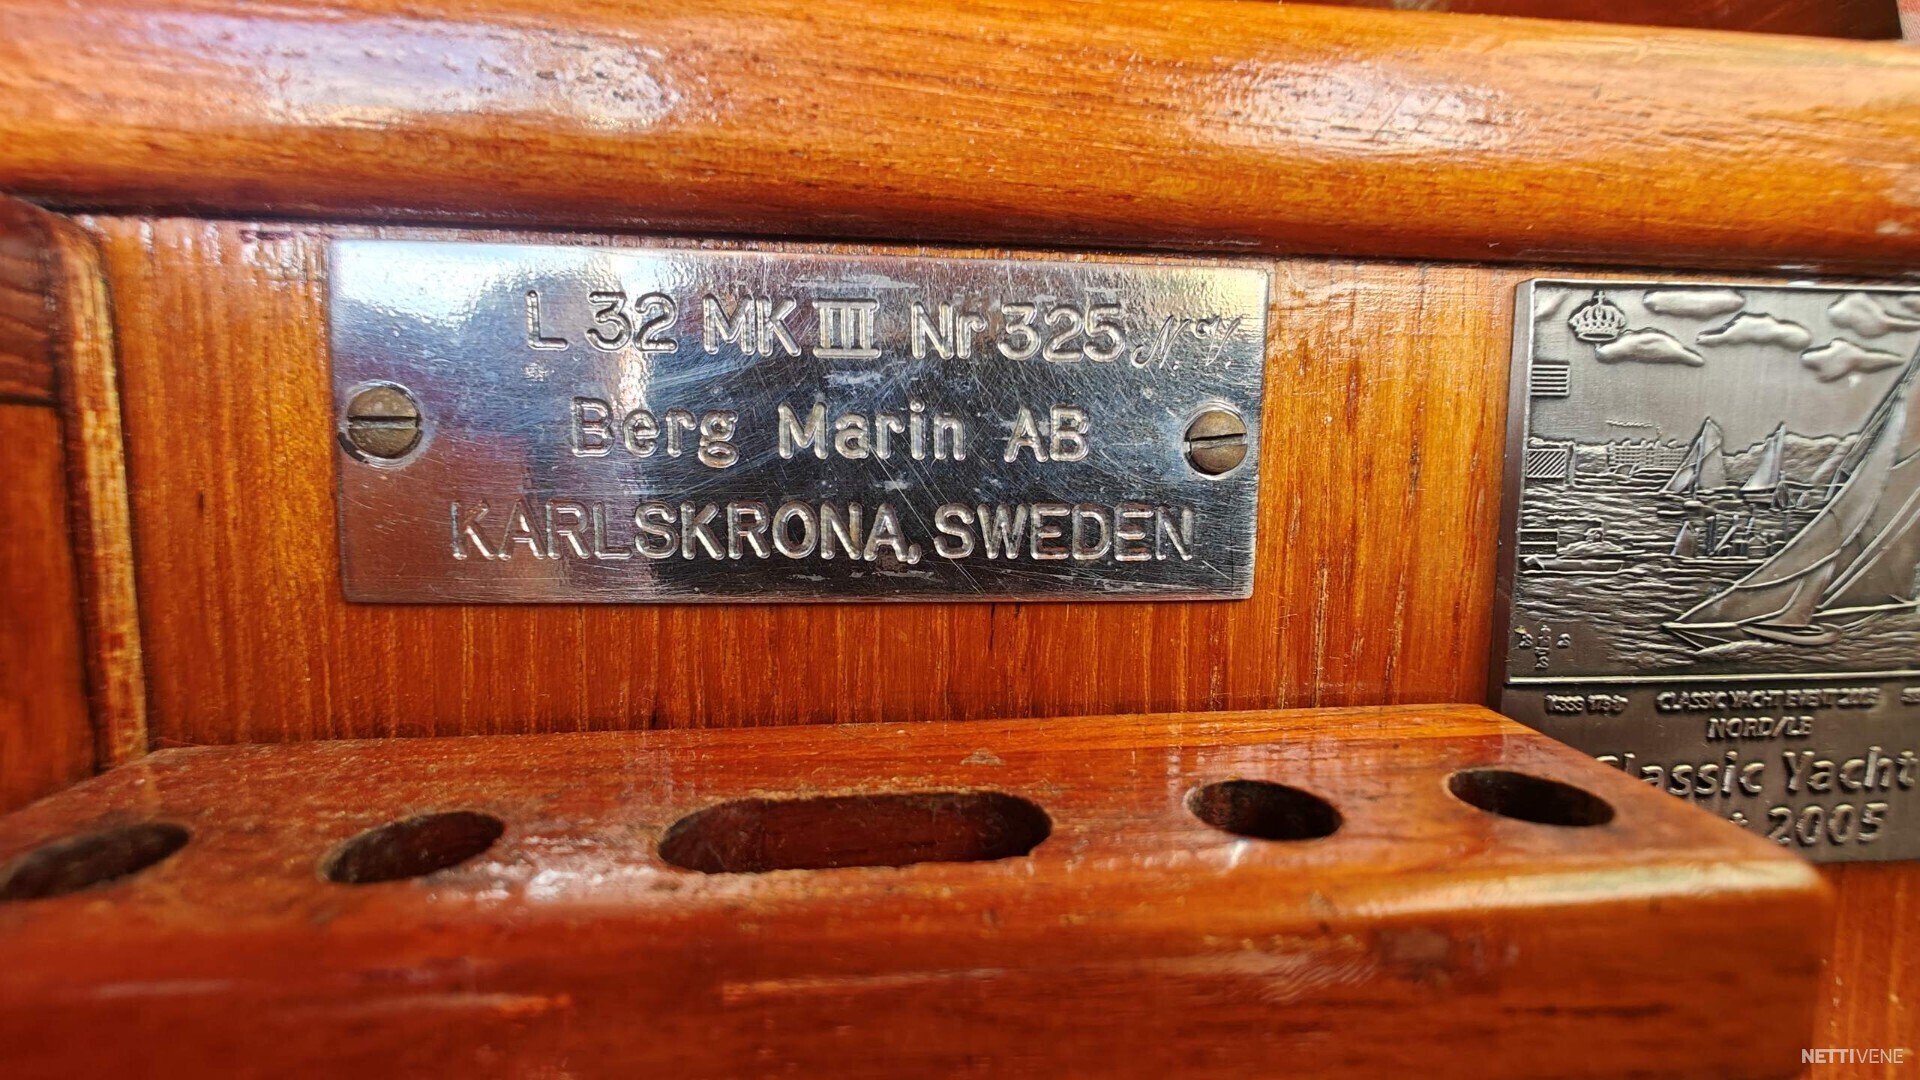 L 32 MK III Nr 325 N.V.
Berg Marin AB
KARLSKRONA, SWEDEN
CLASSIC YACHT EVENT 2005
NORD/LB
Classic Yacht
2005
NETTIVENE